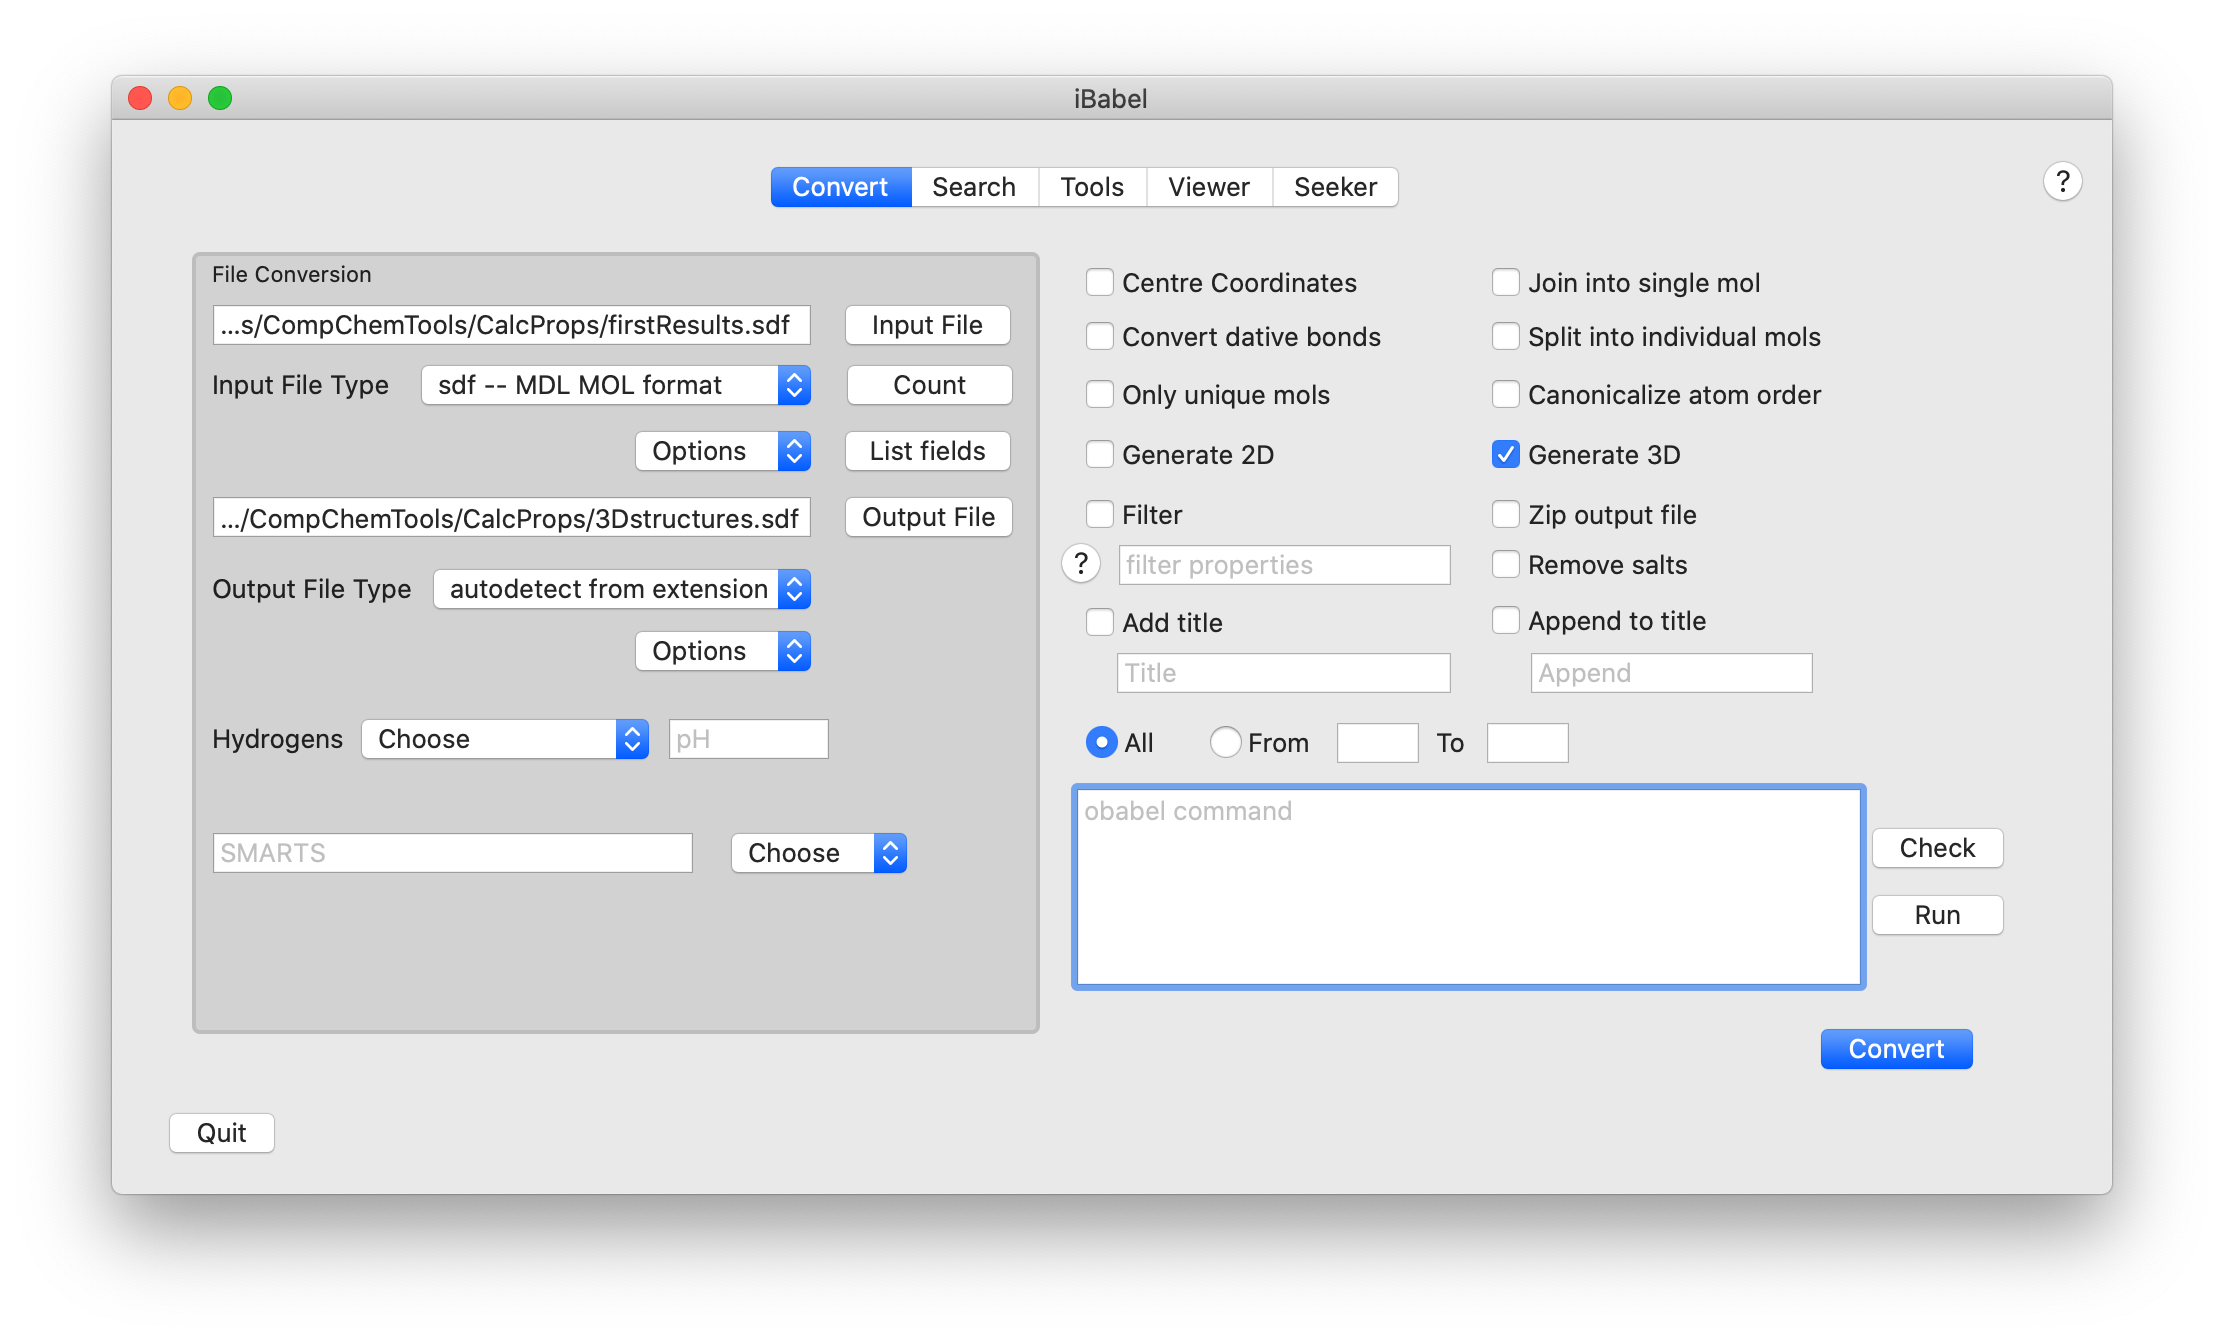 iBabel
Convert Search Tools Viewer Seeker
?
File Conversion
...s/CompChemTools/CalcProps/firstResults.sdf Input File
Input File Type sdf -- MDL MOL format Count
Options List fields
.../CompChemTools/CalcProps/3Dstructures.sdf Output File
Output File Type autodetect from extension
Options
Hydrogens Choose pH
SMARTS Choose
Centre Coordinates Join into single mol
Convert dative bonds Split into individual mols
Only unique mols Canonicalize atom order
Generate 2D Generate 3D
Filter Zip output file
? filter properties Remove salts
Add title Append to title
Title Append
All From To
obabel command
Check
Run
Convert
Quit